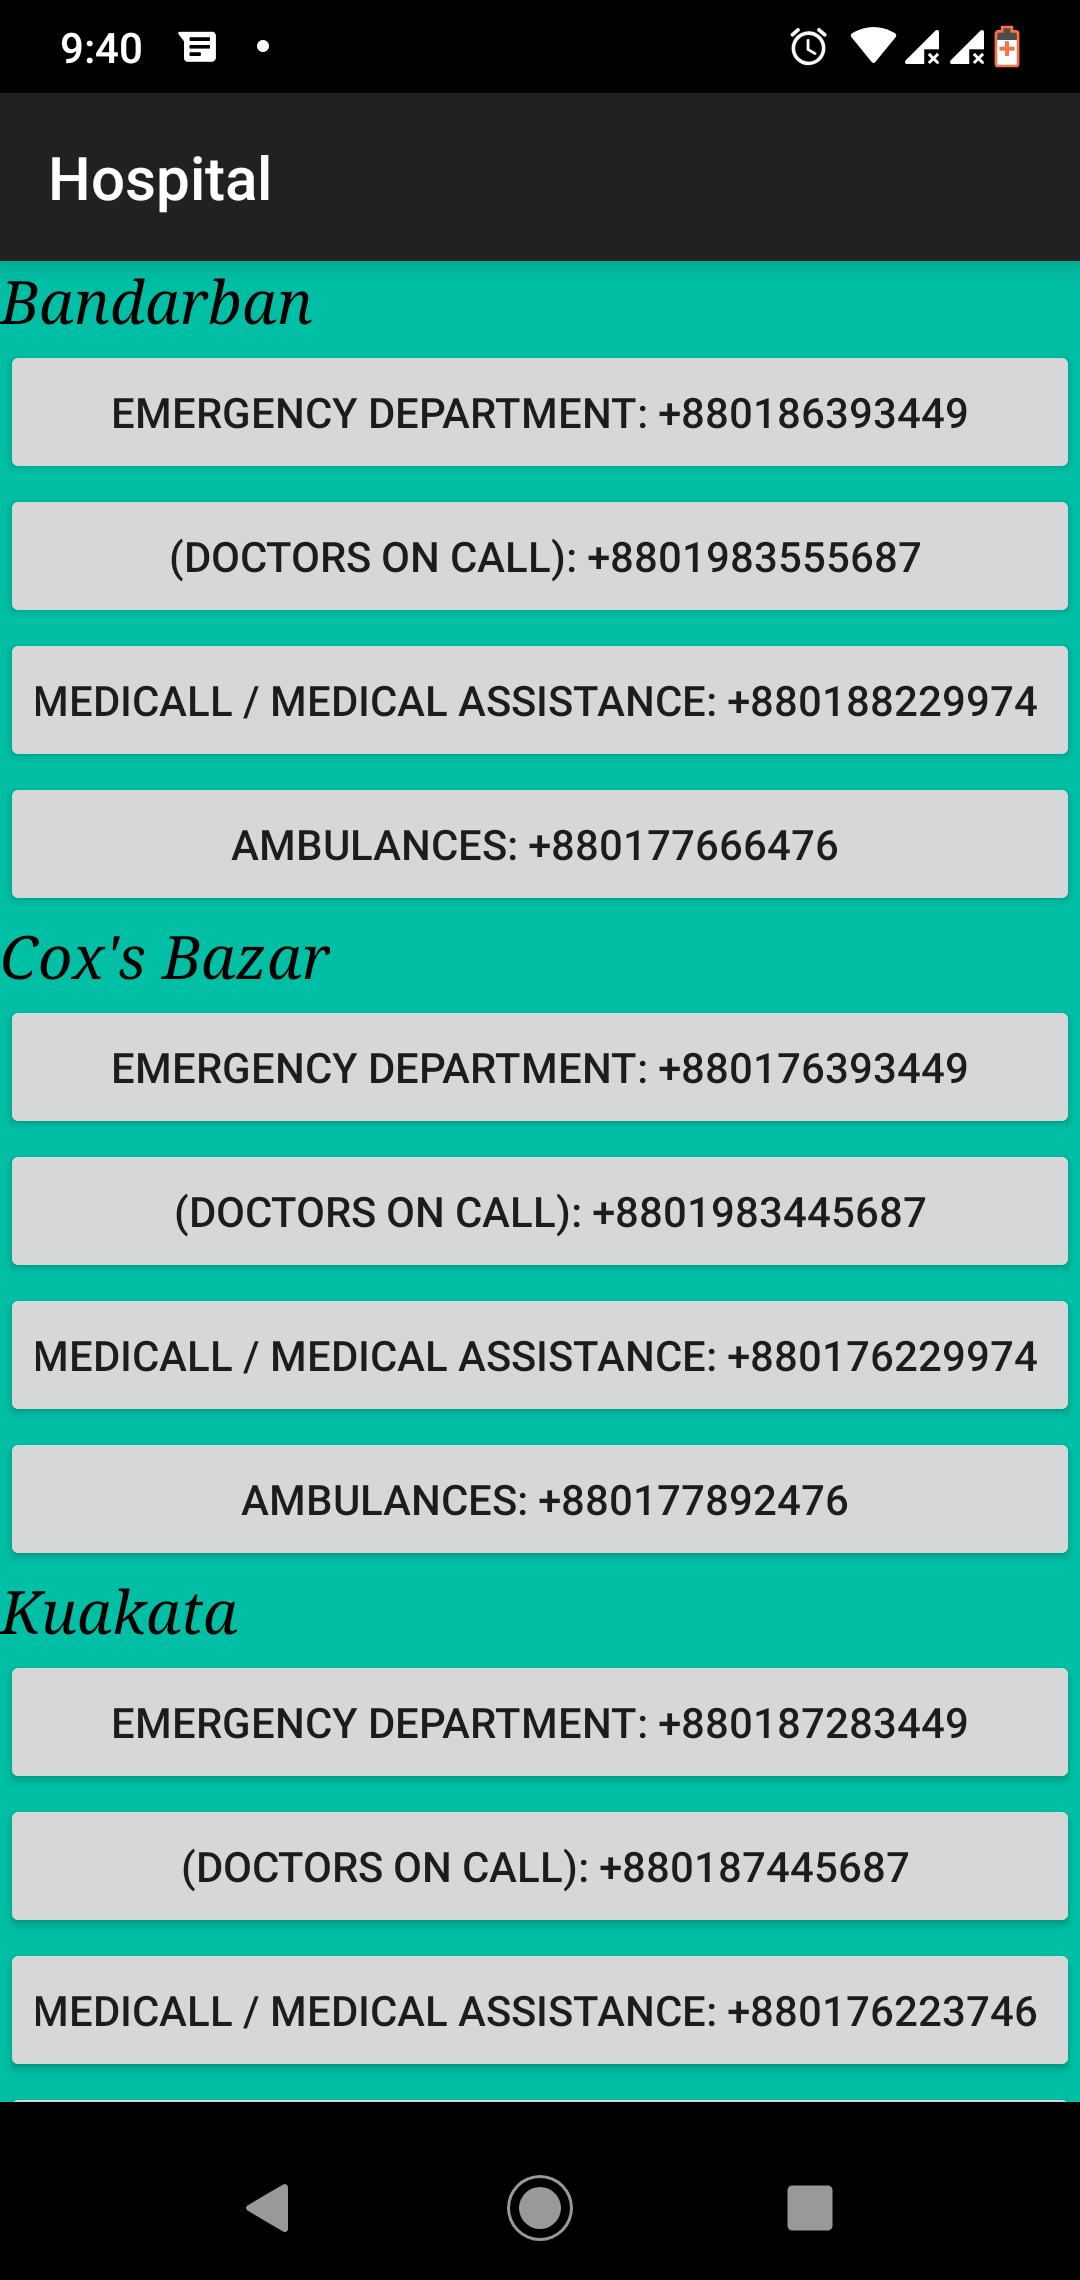 9:40
Hospital
Bandarban
EMERGENCY DEPARTMENT: +880186393449
(DOCTORS ON CALL): +8801983555687
MEDICALL / MEDICAL ASSISTANCE: +880188229974
AMBULANCES: +880177666476
Cox's Bazar
EMERGENCY DEPARTMENT: +880176393449
(DOCTORS ON CALL): +8801983445687
MEDICALL / MEDICAL ASSISTANCE: +880176229974
AMBULANCES: +880177892476
Kuakata
EMERGENCY DEPARTMENT: +880187283449
(DOCTORS ON CALL): +880187445687
MEDICALL / MEDICAL ASSISTANCE: +880176223746